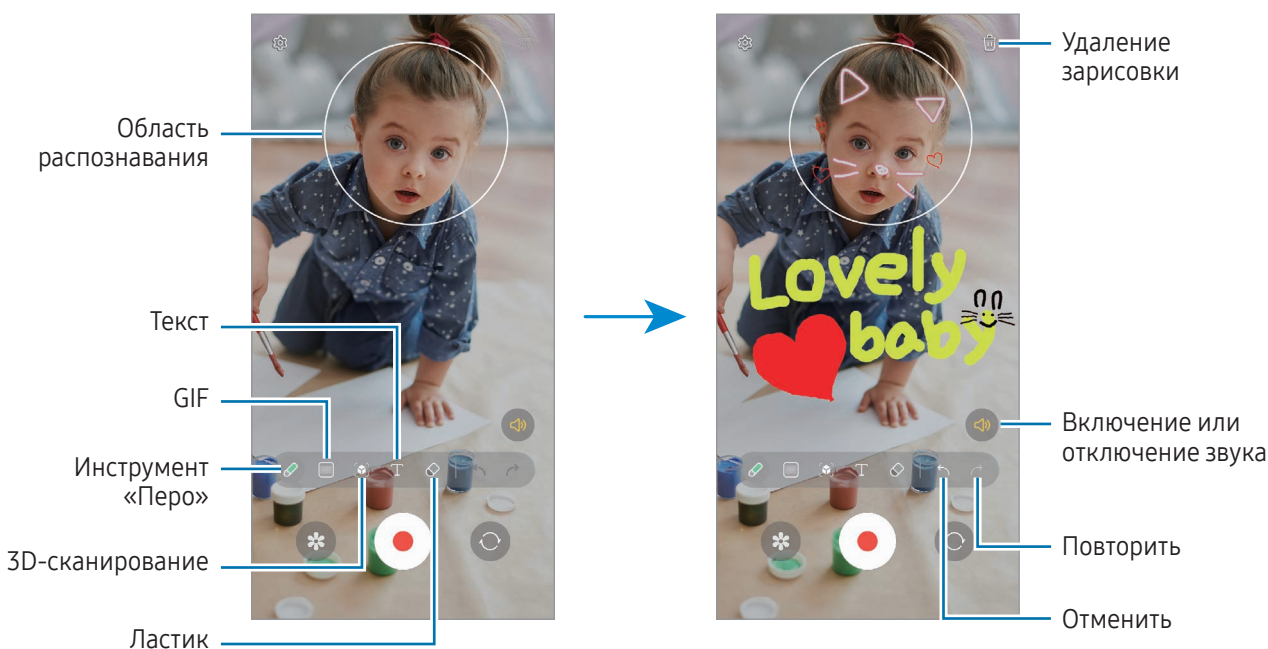 Область
распознавания
Текст
GIF
Инструмент
«Перо»
3D-сканирование
Ластик
T
Lovely
baby
T
Удаление
зарисовки
Включение или
отключение звука
Повторить
Отменить